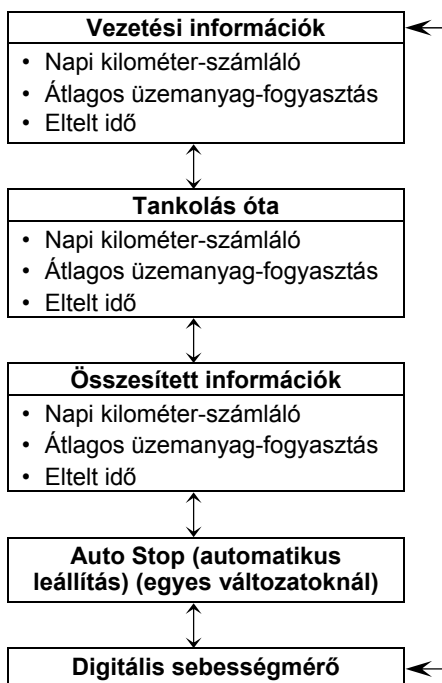 Vezetési információk
• Napi kilométer-számláló
• Átlagos üzemanyag-fogyasztás
• Eltelt idő
Tankolás óta
• Napi kilométer-számláló
• Átlagos üzemanyag-fogyasztás
• Eltelt idő
Összesített információk
• Napi kilométer-számláló
• Átlagos üzemanyag-fogyasztás
• Eltelt idő
Auto Stop (automatikus
leállítás) (egyes változatoknál)
Digitális sebességmérő